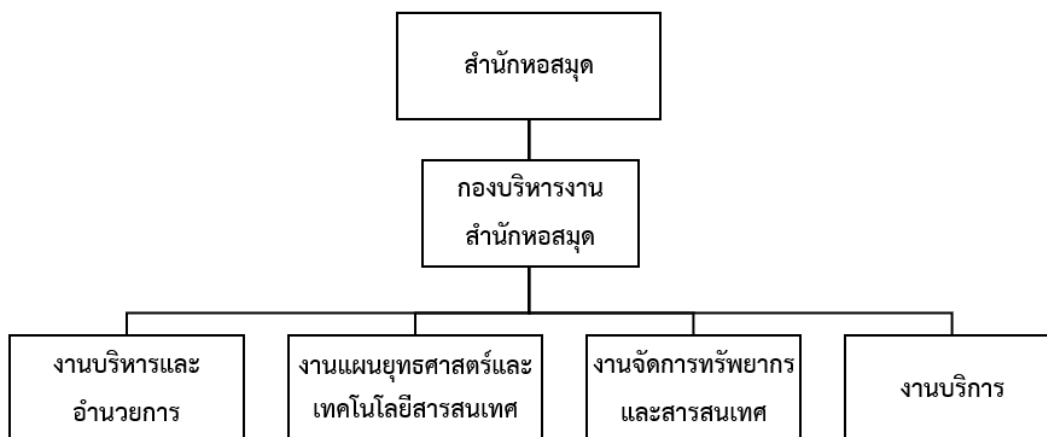 สำนักหอสมุด
กองบริหารงาน
สำนักหอสมุด
งานบริหารและ
อำนวยการ
งานแผนยุทธศาสตร์และ
เทคโนโลยีสารสนเทศ
งานจัดการทรัพยากร
และสารสนเทศ
งานบริการ